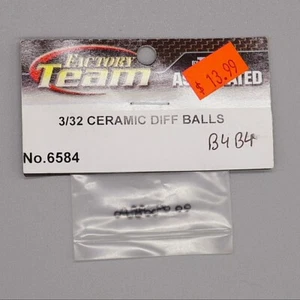 FACTORY
Team
ASSOCIATED
$ 13.99
3/32 CERAMIC DIFF BALLS
B4 B4
No.6584